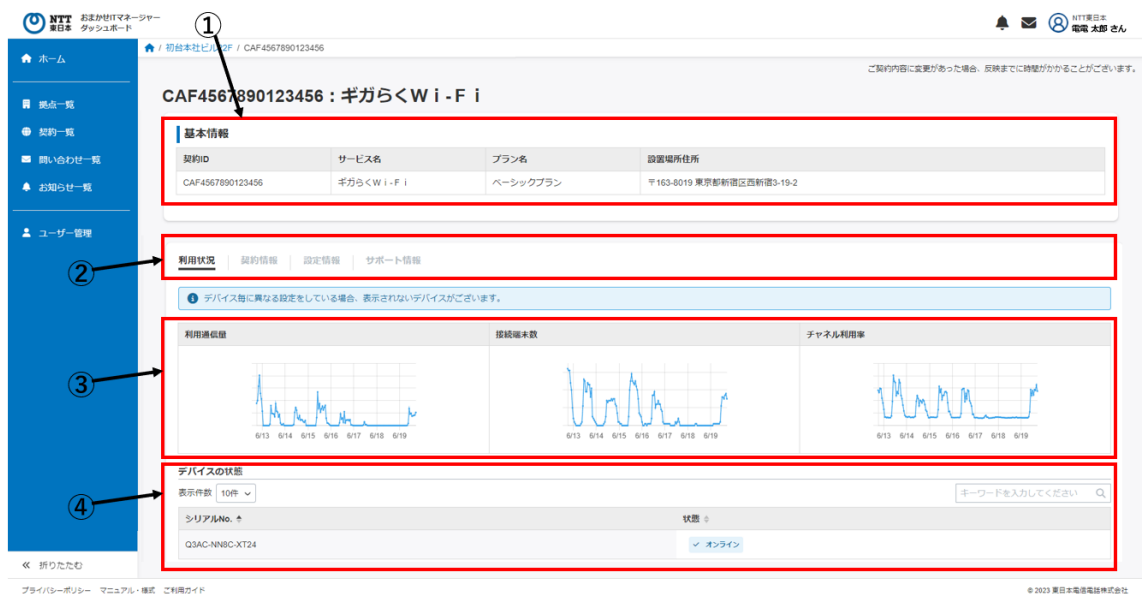 NTT 東日本
おまかせITマネージャー
ダッシュボード
①
NTT東日本
電電 太郎 さん
ホーム
拠点一覧
契約一覧
問い合わせ一覧
お知らせ一覧
ユーザー管理
/ 初台本社ビル22F / CAF4567890123456
ご契約内容に変更があった場合、反映までに時間がかかることがございます。
CAF4567890123456：ギガらくＷｉ-Ｆｉ
基本情報
契約ID サービス名 プラン名 設置場所住所
CAF4567890123456 ギガらくＷｉ-Ｆｉ ベーシックプラン 〒163-8019 東京都新宿区西新宿3-19-2
②
利用状況 契約情報 設定情報 サポート情報
デバイス毎に異なる設定をしている場合、表示されないデバイスがございます。
③
利用通信量 接続端末数 チャネル利用率
6/13 6/14 6/15 6/16 6/17 6/18 6/19
6/13 6/14 6/15 6/16 6/17 6/18 6/19
6/13 6/14 6/15 6/16 6/17 6/18 6/19
④
デバイスの状態
表示件数 10件 キーワードを入力してください
シリアルNo. 状態
Q3AC-NN8C-XT24 オンライン
折りたたむ
プライバシーポリシー マニュアル・様式 ご利用ガイド
© 2023 東日本電信電話株式会社